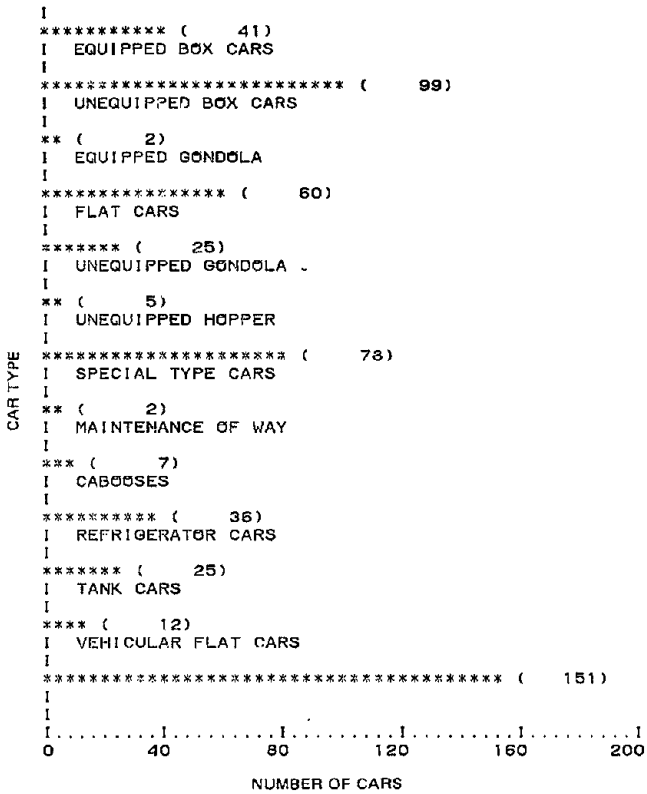 I
*********** ( 41)
I EQUIPPED BOX CARS
I
************************** ( 99)
I UNEQUIPPED BOX CARS
I
** ( 2)
I EQUIPPED GONDOLA
I
**************** ( 60)
I FLAT CARS
I
******* ( 25)
I UNEQUIPPED GONDOLA
I
** ( 5)
I UNEQUIPPED HOPPER
I
********************* ( 78)
I SPECIAL TYPE CARS
I
** ( 2)
I MAINTENANCE OF WAY
I
*** ( 7)
I CABOOSES
I
********** ( 36)
I REFRIGERATOR CARS
I
******* ( 25)
I TANK CARS
I
**** ( 12)
I VEHICULAR FLAT CARS
I
*************************************** ( 151)
I
I
I.........I.........I.........I.........I.........I
0 40 80 120 160 200
NUMBER OF CARS
CAR TYPE